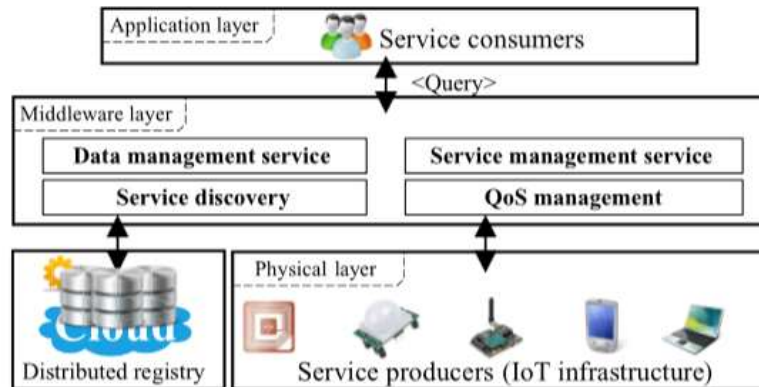 Application layer
Service consumers
<Query>
Middleware layer
Data management service
Service management service
Service discovery
QoS management
Physical layer
Cloud
Distributed registry
Service producers (IoT infrastructure)